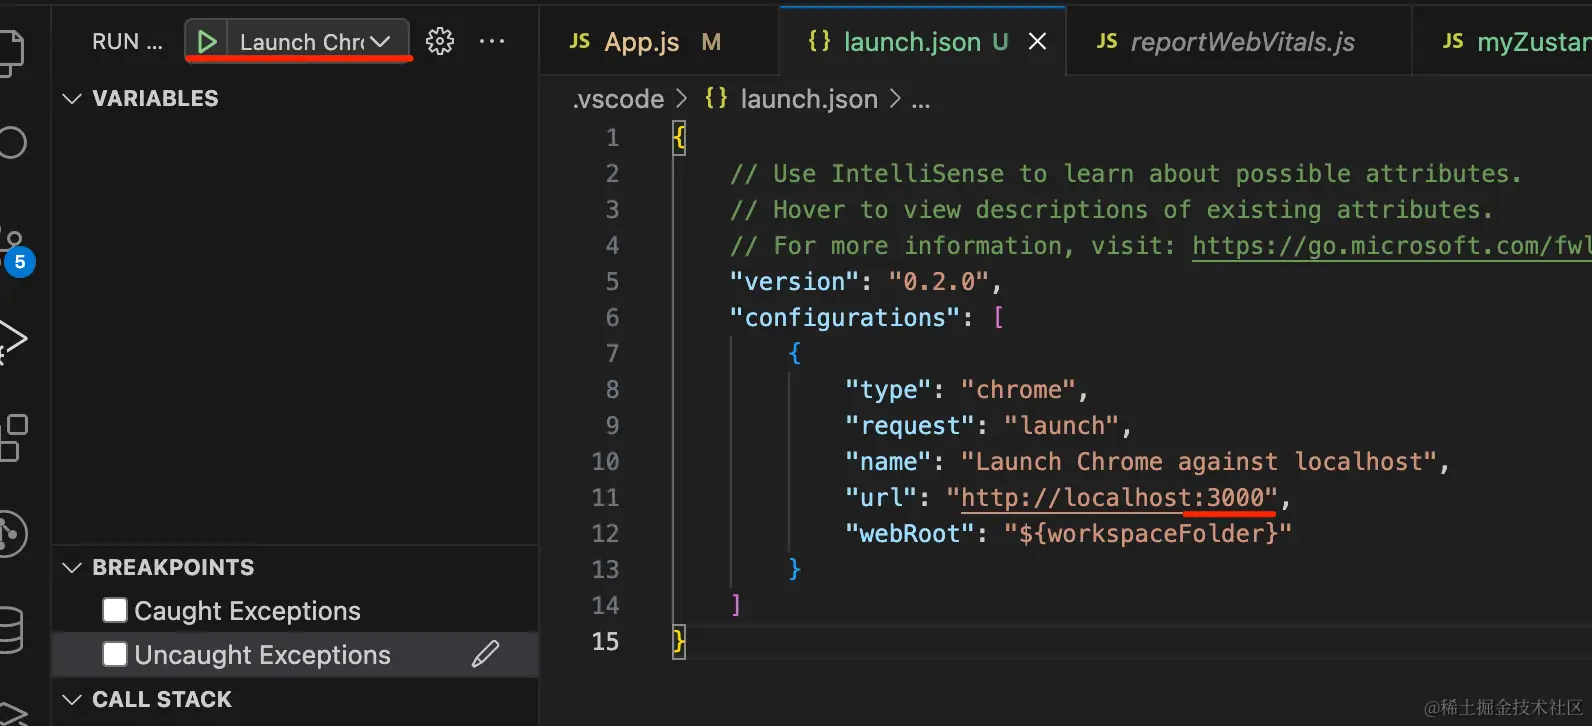 RUN ...
Launch Chr
VARIABLES
5
BREAKPOINTS
Caught Exceptions
Uncaught Exceptions
CALL STACK
JS App.js M
{} launch.json U
JS reportWebVitals.js
JS myZustan
.vscode > {} launch.json > ...
1 {
2 // Use IntelliSense to learn about possible attributes.
3 // Hover to view descriptions of existing attributes.
4 // For more information, visit: https://go.microsoft.com/fwl
5 "version": "0.2.0",
6 "configurations": [
7 {
8 "type": "chrome",
9 "request": "launch",
10 "name": "Launch Chrome against localhost",
11 "url": "http://localhost:3000",
12 "webRoot": "${workspaceFolder}"
13 }
14 ]
15 }
@稀土掘金技术社区